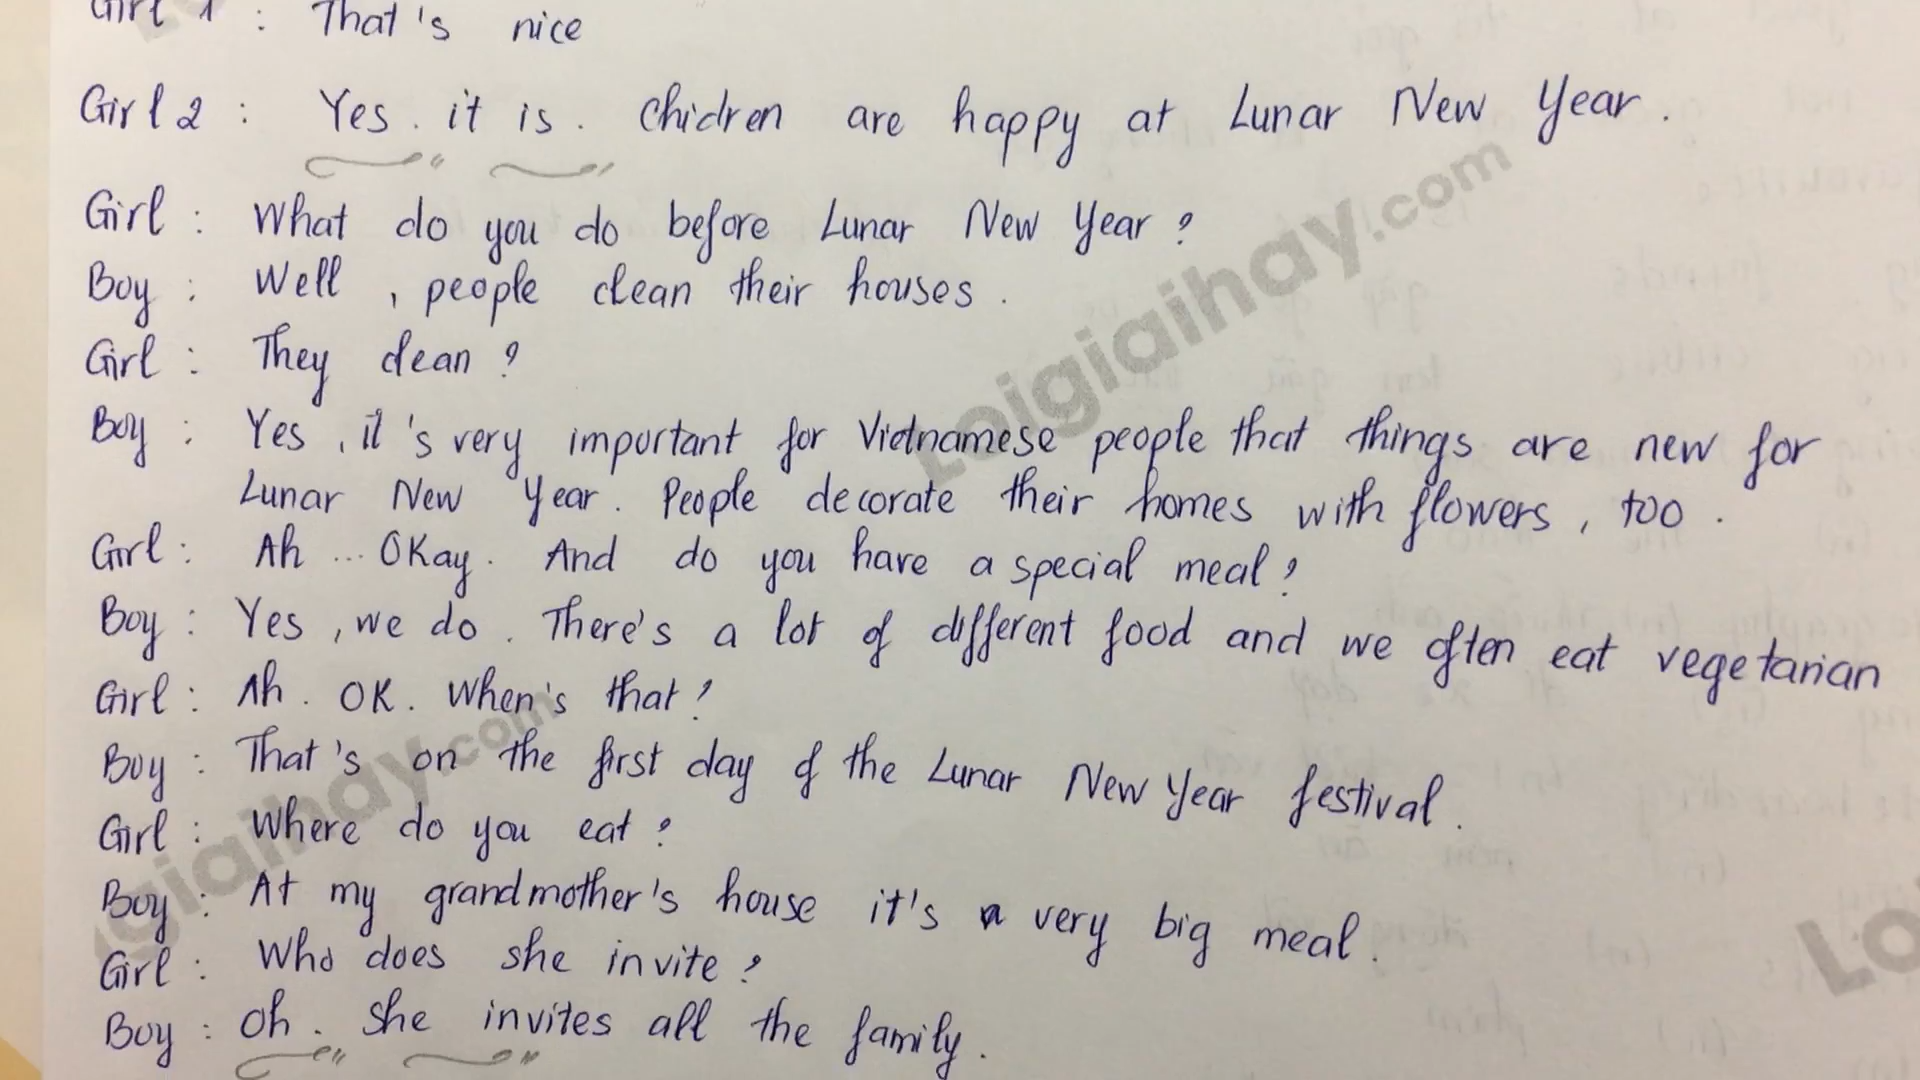 Girl 1 : That's nice
Girl 2 : Yes. it is. Chidren are happy at Lunar New Year.
Girl : What do you do before Lunar New Year?
Boy : Well, people clean their houses.
Girl : They clean?
Boy : Yes, it's very important for Vietnamese people that things are new for
Lunar New Year. People decorate their homes with flowers, too.
Girl : Ah ... Okay. And do you have a special meal?
Boy : Yes, we do. There's a lot of different food and we often eat vegetarian
Girl : Ah. OK. When's that?
Boy : That's on the first day of the Lunar New Year festival.
Girl : Where do you eat?
Boy : At my grandmother's house it's a very big meal.
Girl : Who does she invite?
Boy : Oh. She invites all the family.
Loigiaihay.com